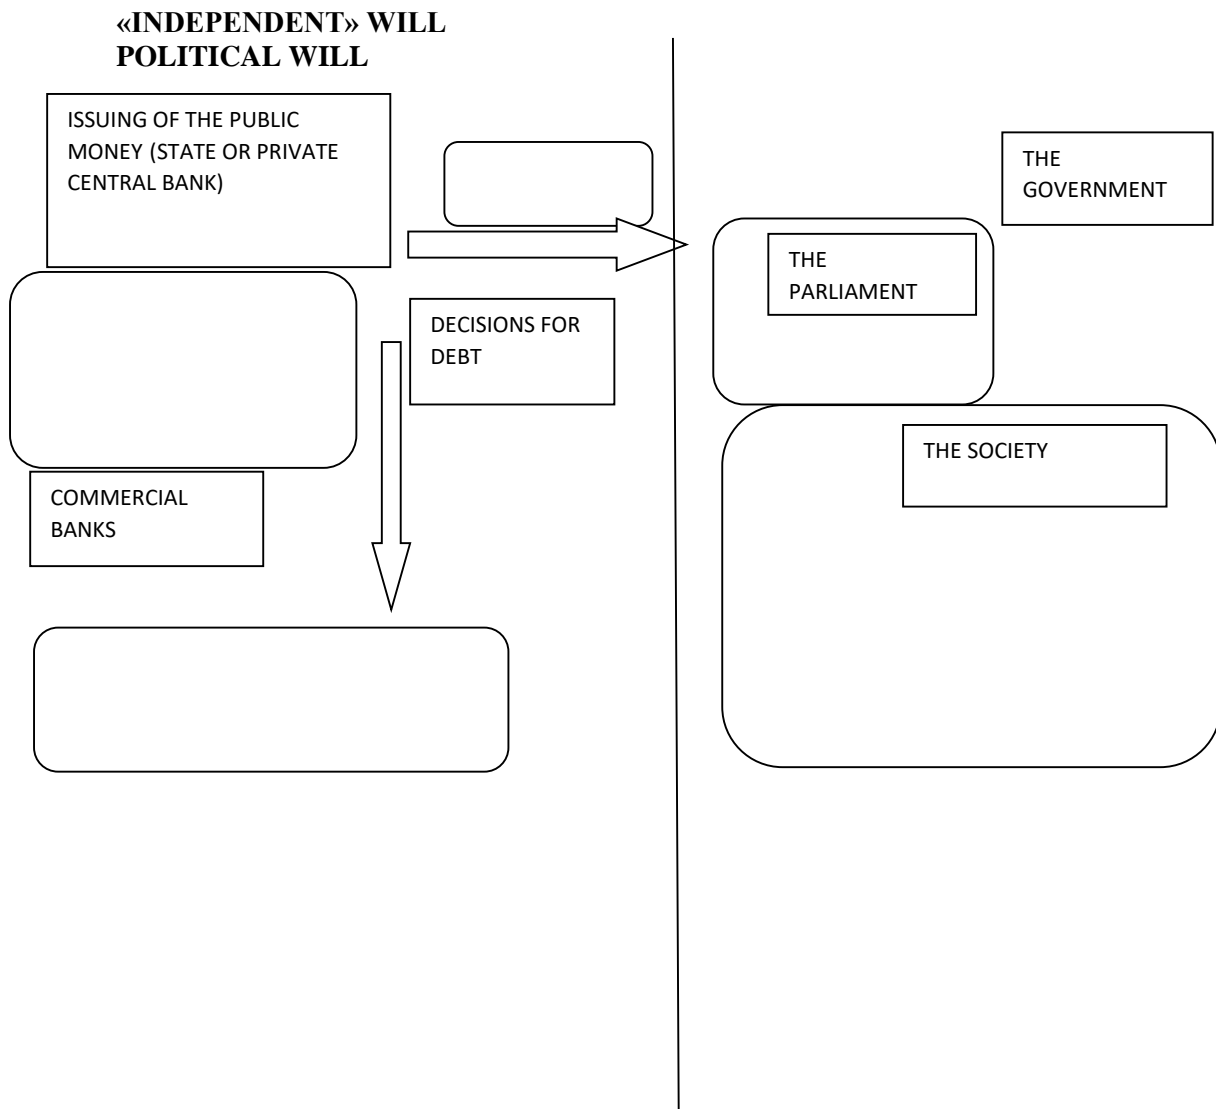 «INDEPENDENT» WILL
POLITICAL WILL
ISSUING OF THE PUBLIC
MONEY (STATE OR PRIVATE
CENTRAL BANK)
THE
GOVERNMENT
THE
PARLIAMENT
DECISIONS FOR
DEBT
THE SOCIETY
COMMERCIAL
BANKS